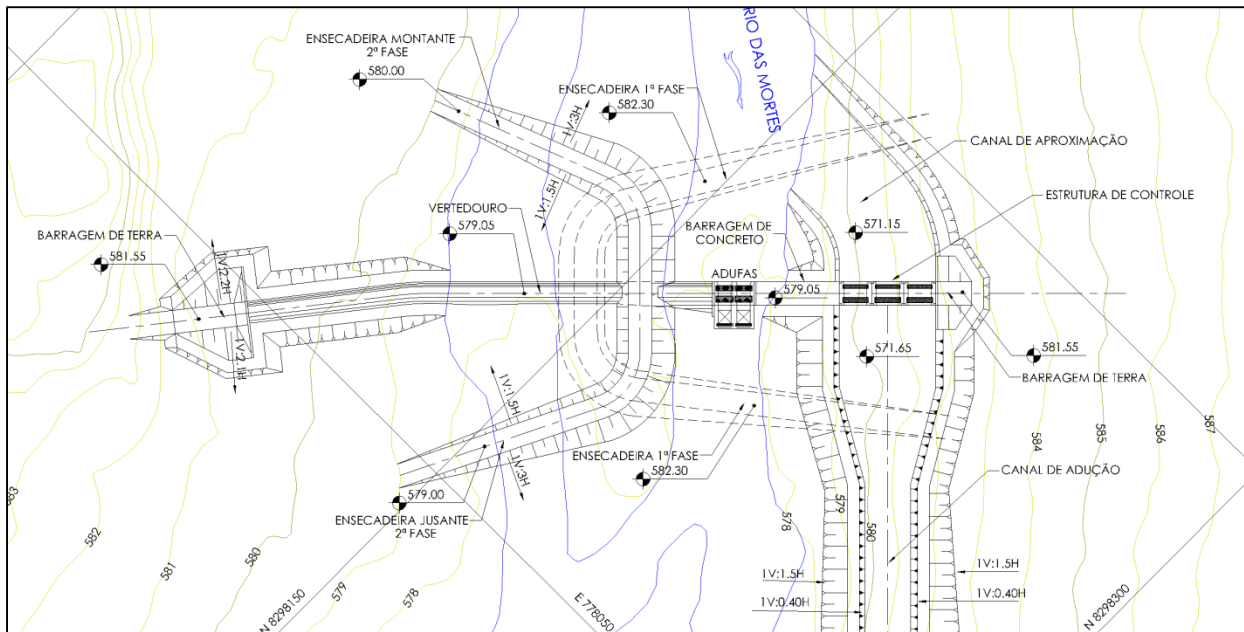 RIO DAS MORTES
ENSECADEIRA MONTANTE
2ª FASE
580.00
ENSECADEIRA 1ª FASE
582.30
1V:3H
1V:1.5H
CANAL DE APROXIMAÇÃO
ESTRUTURA DE CONTROLE
571.15
VERTEDOURO
579.05
BARRAGEM DE
CONCRETO
BARRAGEM DE TERRA
581.55
1V:2.2H
1V:2.1H
ADUFAS
579.05
571.65
581.55
BARRAGEM DE TERRA
1V:1.5H
1V:3H
ENSECADEIRA 1ª FASE
582.30
579.00
ENSECADEIRA JUSANTE
2ª FASE
CANAL DE ADUÇÃO
584
585
586
587
583
582
581
580
579
578
578
579
580
1V:1.5H
1V:0.40H
1V:1.5H
1V:0.40H
N 8298150
E 778050
N 8298300